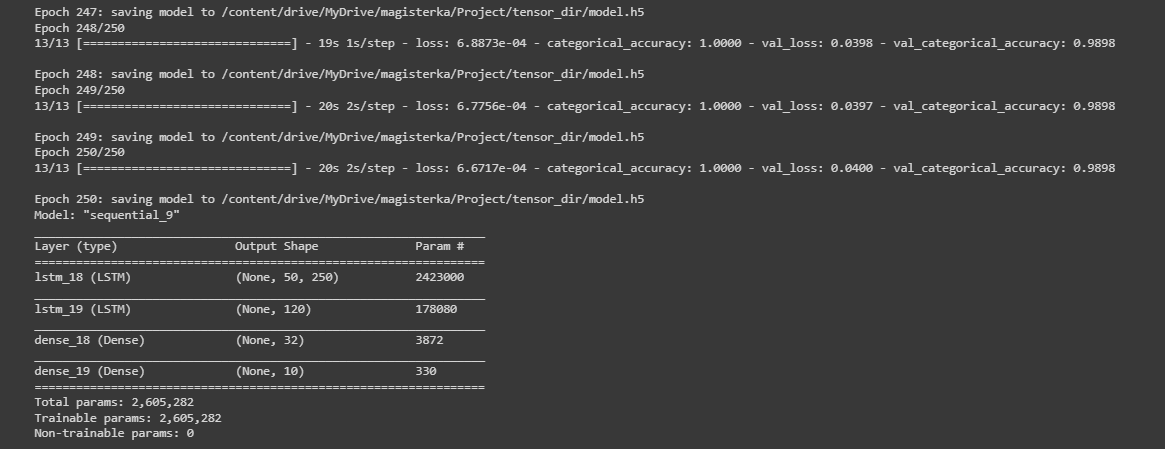 Epoch 247: saving model to /content/drive/MyDrive/magisterka/Project/tensor_dir/model.h5
Epoch 248/250
13/13 [==============================] - 19s 1s/step - loss: 6.8873e-04 - categorical_accuracy: 1.0000 - val_loss: 0.0398 - val_categorical_accuracy: 0.9898
Epoch 248: saving model to /content/drive/MyDrive/magisterka/Project/tensor_dir/model.h5
Epoch 249/250
13/13 [==============================] - 20s 2s/step - loss: 6.7756e-04 - categorical_accuracy: 1.0000 - val_loss: 0.0397 - val_categorical_accuracy: 0.9898
Epoch 249: saving model to /content/drive/MyDrive/magisterka/Project/tensor_dir/model.h5
Epoch 250/250
13/13 [==============================] - 20s 2s/step - loss: 6.6717e-04 - categorical_accuracy: 1.0000 - val_loss: 0.0400 - val_categorical_accuracy: 0.9898
Epoch 250: saving model to /content/drive/MyDrive/magisterka/Project/tensor_dir/model.h5
Model: "sequential_9"
_________________________________________________________________
Layer (type) Output Shape Param #
=================================================================
lstm_18 (LSTM) (None, 50, 250) 2423000
_________________________________________________________________
lstm_19 (LSTM) (None, 120) 178080
_________________________________________________________________
dense_18 (Dense) (None, 32) 3872
_________________________________________________________________
dense_19 (Dense) (None, 10) 330
=================================================================
Total params: 2,605,282
Trainable params: 2,605,282
Non-trainable params: 0